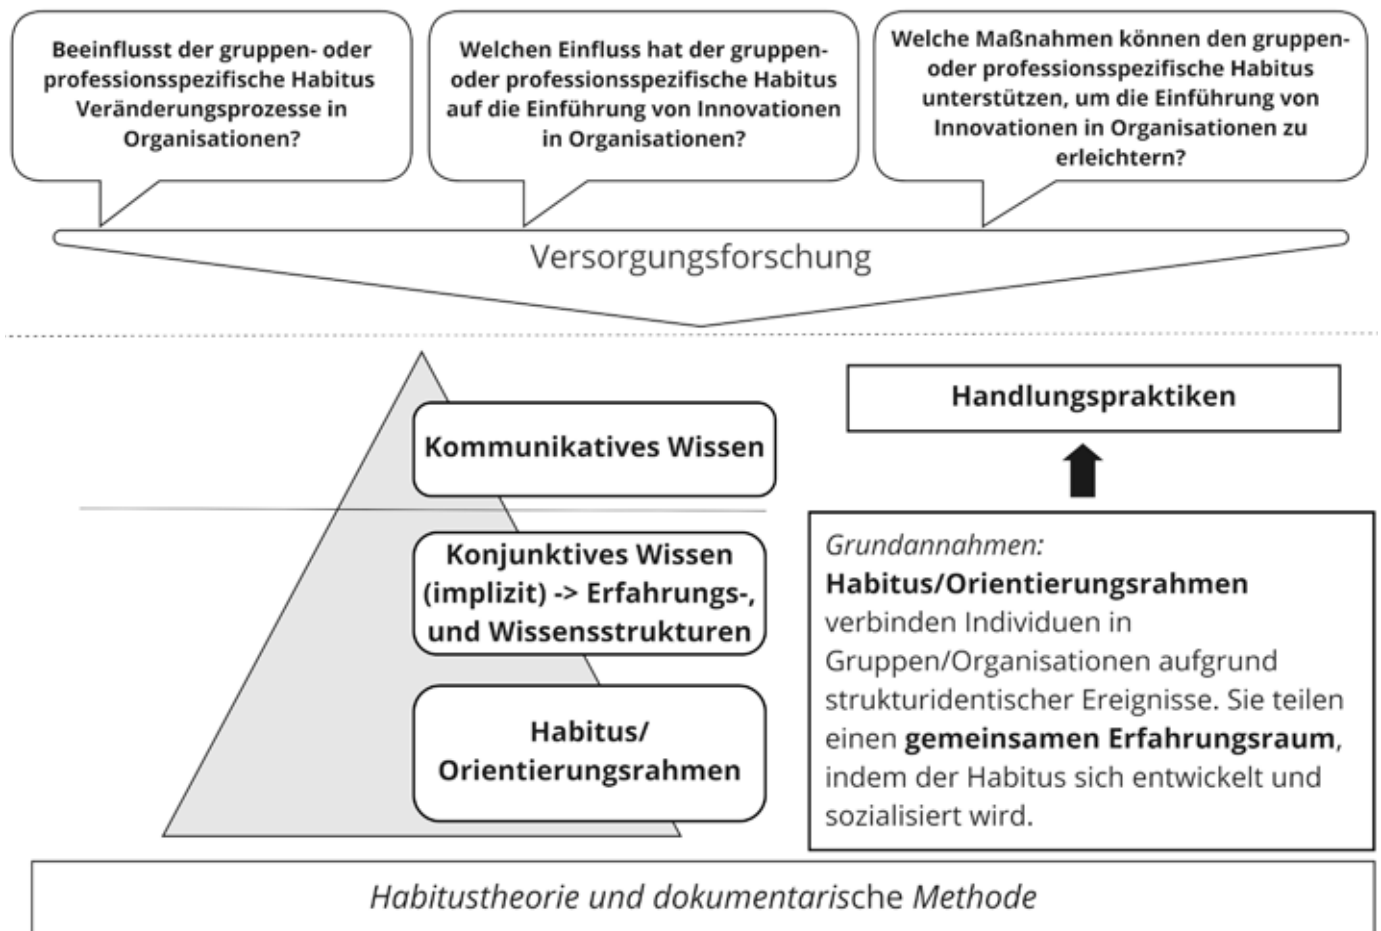 Beeinflusst der gruppen- oder
professionsspezifische Habitus
Veränderungsprozesse in
Organisationen?
Welchen Einfluss hat der gruppen-
oder professionsspezifische Habitus
auf die Einführung von Innovationen
in Organisationen?
Welche Maßnahmen können den gruppen-
oder professionsspezifische Habitus
unterstützen, um die Einführung von
Innovationen in Organisationen zu
erleichtern?
Versorgungsforschung
Kommunikatives Wissen
Konjunktives Wissen
(implizit) -> Erfahrungs-,
und Wissensstrukturen
Habitus/
Orientierungsrahmen
Handlungspraktiken
Grundannahmen:
Habitus/Orientierungsrahmen
verbinden Individuen in
Gruppen/Organisationen aufgrund
strukturidentischer Ereignisse. Sie teilen
einen gemeinsamen Erfahrungsraum,
indem der Habitus sich entwickelt und
sozialisiert wird.
Habitustheorie und dokumentarische Methode